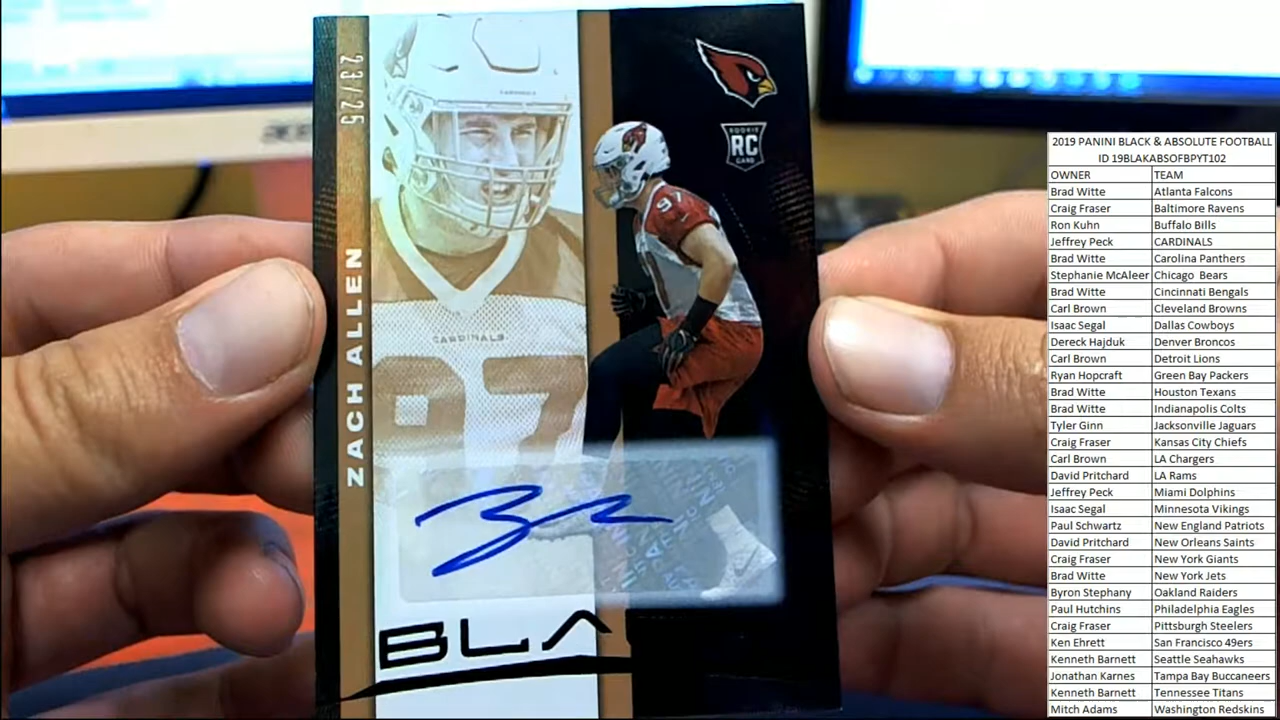 23/25
ZACH ALLEN
CARDINALS
CARDINALS
97
97
ROOKIE
RC
CARD
BLA
2019 PANINI BLACK & ABSOLUTE FOOTBALL
ID 19BLAKABSOFBPYT102
OWNER TEAM
Brad Witte Atlanta Falcons
Craig Fraser Baltimore Ravens
Ron Kuhn Buffalo Bills
Jeffrey Peck CARDINALS
Brad Witte Carolina Panthers
Stephanie McAleer Chicago Bears
Brad Witte Cincinnati Bengals
Carl Brown Cleveland Browns
Isaac Segal Dallas Cowboys
Dereck Hajduk Denver Broncos
Carl Brown Detroit Lions
Ryan Hopcraft Green Bay Packers
Brad Witte Houston Texans
Brad Witte Indianapolis Colts
Tyler Ginn Jacksonville Jaguars
Craig Fraser Kansas City Chiefs
Carl Brown LA Chargers
David Pritchard LA Rams
Jeffrey Peck Miami Dolphins
Isaac Segal Minnesota Vikings
Paul Schwartz New England Patriots
David Pritchard New Orleans Saints
Craig Fraser New York Giants
Brad Witte New York Jets
Byron Stephany Oakland Raiders
Paul Hutchins Philadelphia Eagles
Craig Fraser Pittsburgh Steelers
Ken Ehrett San Francisco 49ers
Kenneth Barnett Seattle Seahawks
Jonathan Karnes Tampa Bay Buccaneers
Kenneth Barnett Tennessee Titans
Mitch Adams Washington Redskins